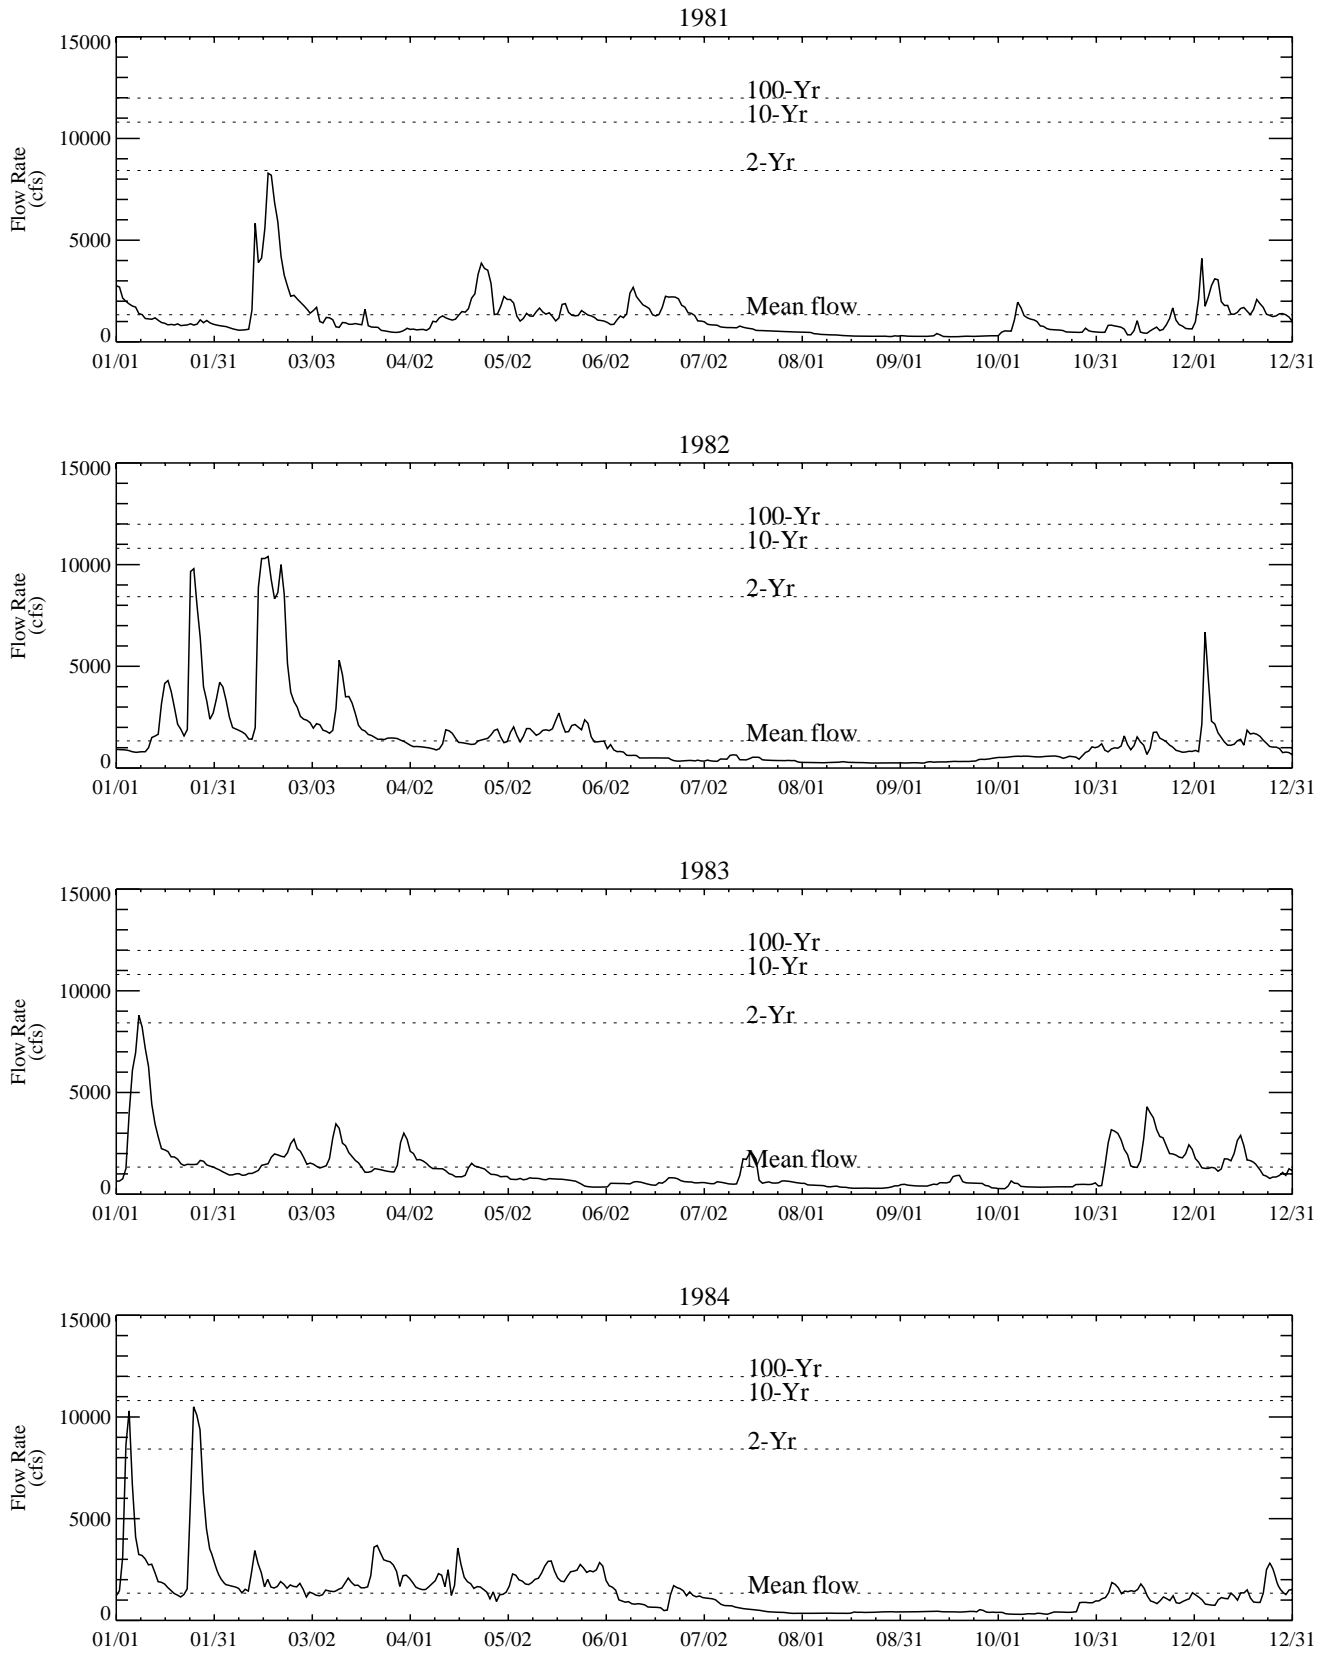 1981
15000
100-Yr
10-Yr
10000
2-Yr
Flow Rate
(cfs)
5000
Mean flow
0
01/01 01/31 03/03 04/02 05/02 06/02 07/02 08/01 09/01 10/01 10/31 12/01 12/31
1982
15000
100-Yr
10-Yr
10000
2-Yr
Flow Rate
(cfs)
5000
Mean flow
0
01/01 01/31 03/03 04/02 05/02 06/02 07/02 08/01 09/01 10/01 10/31 12/01 12/31
1983
15000
100-Yr
10-Yr
10000
2-Yr
Flow Rate
(cfs)
5000
Mean flow
0
01/01 01/31 03/03 04/02 05/02 06/02 07/02 08/01 09/01 10/01 10/31 12/01 12/31
1984
15000
100-Yr
10-Yr
10000
2-Yr
Flow Rate
(cfs)
5000
Mean flow
0
01/01 01/31 03/02 04/01 05/02 06/01 07/02 08/01 08/31 10/01 10/31 12/01 12/31